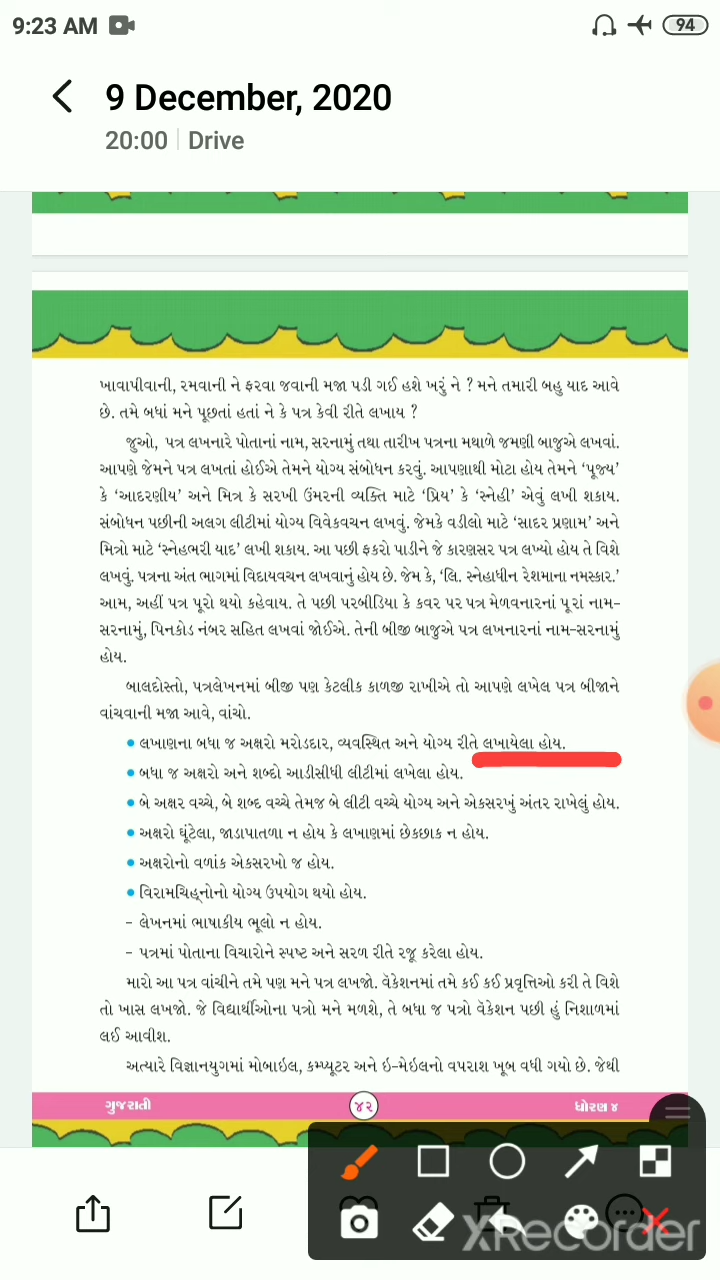 9:23 AM
94
9 December, 2020
20:00 | Drive
ખાવાપીવાની, રમવાની ને ફરવા જવાની મજા પડી ગઈ હશે ખરું ને ? મને તમારી બહુ યાદ આવે
છે. તમે બધાં મને પૂછતાં હતાં ને કે પત્ર કેવી રીતે લખાય ?
જુઓ, પત્ર લખનારે પોતાનાં નામ, સરનામું તથા તારીખ પત્રના મથાળે જમણી બાજુએ લખવાં.
આપણે જેમને પત્ર લખતાં હોઈએ તેમને યોગ્ય સંબોધન કરવું. આપણાથી મોટા હોય તેમને ‘પૂજ્ય’
કે ‘આદરણીય’ અને મિત્ર કે સરખી ઉંમરની વ્યક્તિ માટે ‘પ્રિય’ કે ‘સ્નેહી’ એવું લખી શકાય.
સંબોધન પછીની અલગ લીટીમાં યોગ્ય વિવેકવચન લખવું. જેમકે વડીલો માટે ‘સાદર પ્રણામ’ અને
મિત્રો માટે ‘સ્નેહભરી યાદ’ લખી શકાય. આ પછી ફકરો પાડીને જે કારણસર પત્ર લખ્યો હોય તે વિશે
લખવું. પત્રના અંત ભાગમાં વિદાયવચન લખવાનું હોય છે. જેમ કે, ‘લિ. સ્નેહાધીન રેશમાના નમસ્કાર.’
આમ, અહીં પત્ર પૂરો થયો કહેવાય. તે પછી પરબીડિયા કે કવર પર પત્ર મેળવનારનાં પૂરાં નામ-
સરનામું, પિનકોડ નંબર સહિત લખવાં જોઈએ. તેની બીજી બાજુએ પત્ર લખનારનાં નામ-સરનામું
હોય.
બાલદોસ્તો, પત્રલેખનમાં બીજી પણ કેટલીક કાળજી રાખીએ તો આપણે લખેલ પત્ર બીજાને
વાંચવાની મજા આવે, વાંચો.
• લખાણના બધા જ અક્ષરો મરોડદાર, વ્યવસ્થિત અને યોગ્ય રીતે લખાયેલા હોય.
• બધા જ અક્ષરો અને શબ્દો આડીસીધી લીટીમાં લખેલા હોય.
• બે અક્ષર વચ્ચે, બે શબ્દ વચ્ચે તેમજ બે લીટી વચ્ચે યોગ્ય અને એકસરખું અંતર રાખેલું હોય.
• અક્ષરો ઘૂંટેલા, જાડાપાતળા ન હોય કે લખાણમાં છેકછાક ન હોય.
• અક્ષરોનો વળાંક એકસરખો જ હોય.
• વિરામચિહ્નોનો યોગ્ય ઉપયોગ થયો હોય.
- લેખનમાં ભાષાકીય ભૂલો ન હોય.
- પત્રમાં પોતાના વિચારોને સ્પષ્ટ અને સરળ રીતે રજૂ કરેલા હોય.
મારો આ પત્ર વાંચીને તમે પણ મને પત્ર લખજો. વૅકેશનમાં તમે કઈ કઈ પ્રવૃત્તિઓ કરી તે વિશે
તો ખાસ લખજો. જે વિદ્યાર્થીઓના પત્રો મને મળશે, તે બધા જ પત્રો વૅકેશન પછી હું નિશાળમાં
લઈ આવીશ.
અત્યારે વિજ્ઞાનયુગમાં મોબાઇલ, કમ્પ્યૂટર અને ઇ-મેઇલનો વપરાશ ખૂબ વધી ગયો છે. જેથી
ગુજરાતી ૪૨ ધોરણ ૪
XRecorder